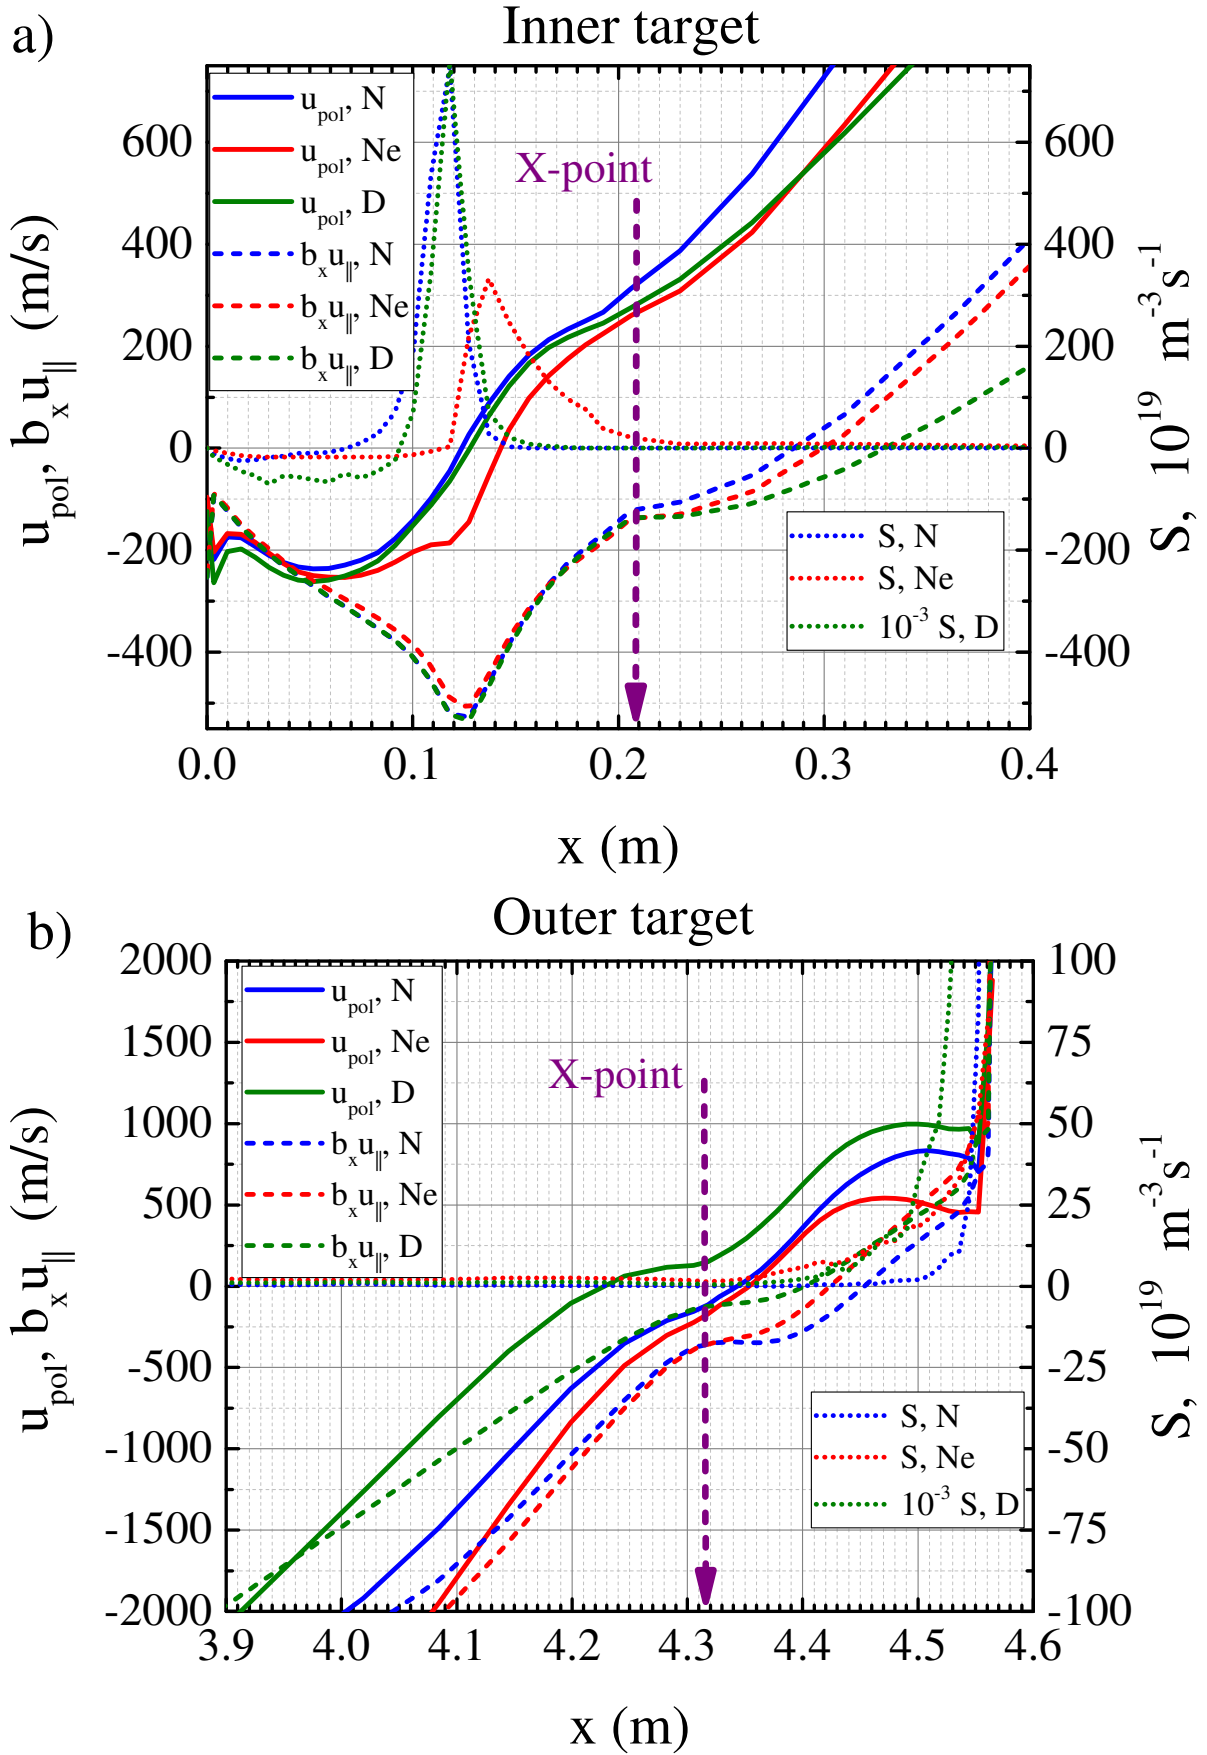 a)
Inner target
u_pol, N
u_pol, Ne
u_pol, D
b_x u_||, N
b_x u_||, Ne
b_x u_||, D
X-point
S, N
S, Ne
10^-3 S, D
600
400
200
0
-200
-400
600
400
200
0
-200
-400
u_pol, b_x u_|| (m/s)
S, 10^19 m^-3 s^-1
0.0 0.1 0.2 0.3 0.4
x (m)
b)
Outer target
u_pol, N
u_pol, Ne
u_pol, D
b_x u_||, N
b_x u_||, Ne
b_x u_||, D
X-point
S, N
S, Ne
10^-3 S, D
2000
1500
1000
500
0
-500
-1000
-1500
-2000
100
75
50
25
0
-25
-50
-75
-100
u_pol, b_x u_|| (m/s)
S, 10^19 m^-3 s^-1
3.9 4.0 4.1 4.2 4.3 4.4 4.5 4.6
x (m)